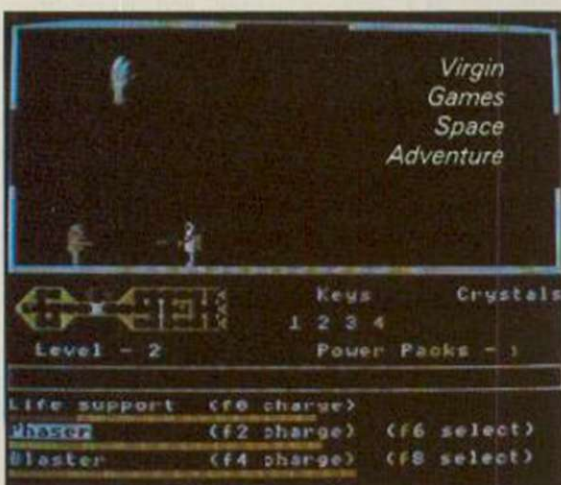 Virgin
Games
Space
Adventure
Keys Crystals
1 2 3 4
Level - 2 Power Packs -
Life support (f0 charge)
Phaser (f2 charge) (f6 select)
Blaster (f4 charge) (f8 select)